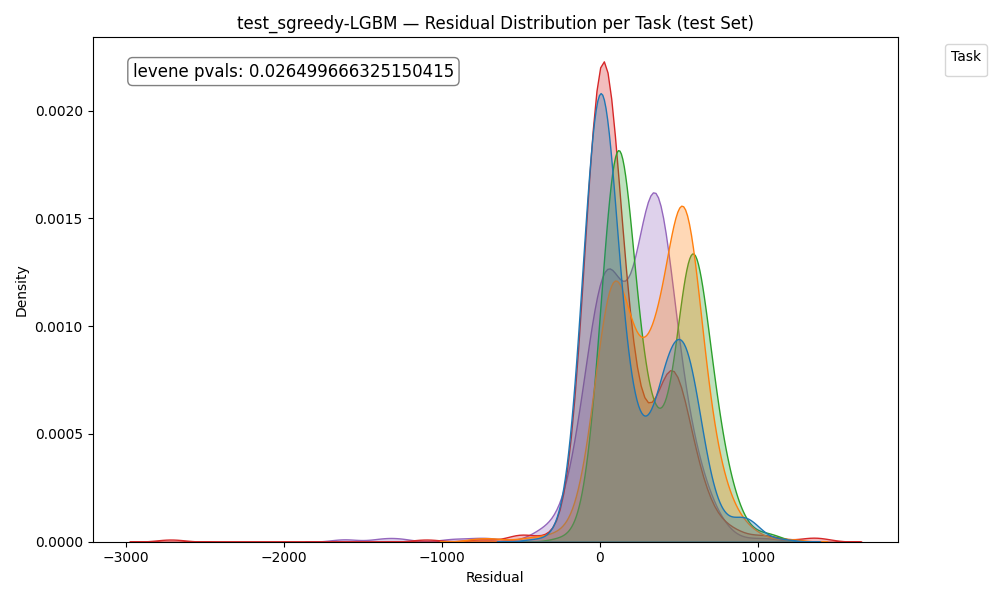 test_sgreedy-LGBM — Residual Distribution per Task (test Set)
levene pvals: 0.026499666325150415
Task
0.0020
0.0015
0.0010
0.0005
0.0000
Density
−3000 −2000 −1000 0 1000
Residual